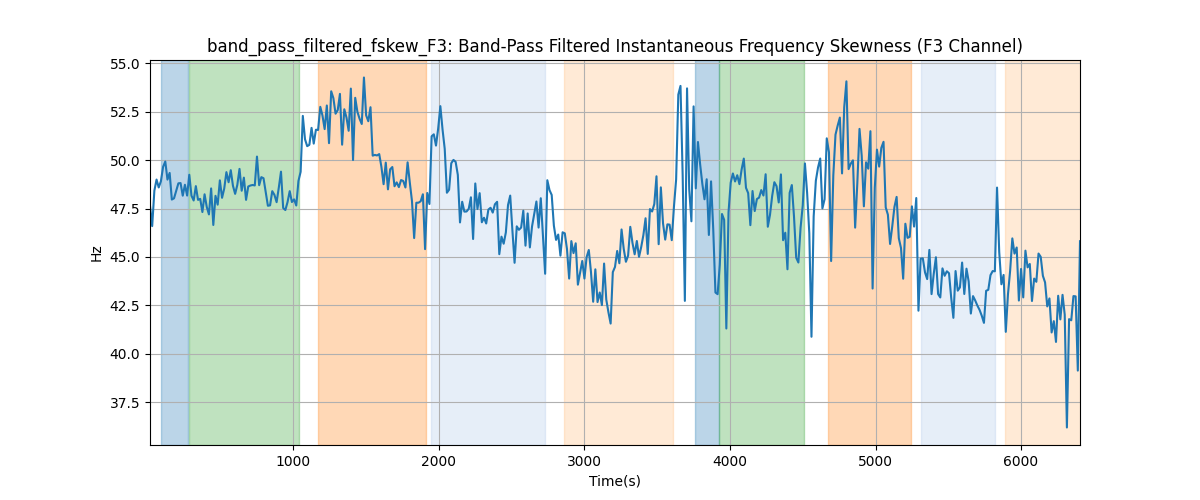 band_pass_filtered_fskew_F3: Band-Pass Filtered Instantaneous Frequency Skewness (F3 Channel)
55.0
52.5
50.0
47.5
45.0
42.5
40.0
37.5
Hz
1000 2000 3000 4000 5000 6000
Time(s)